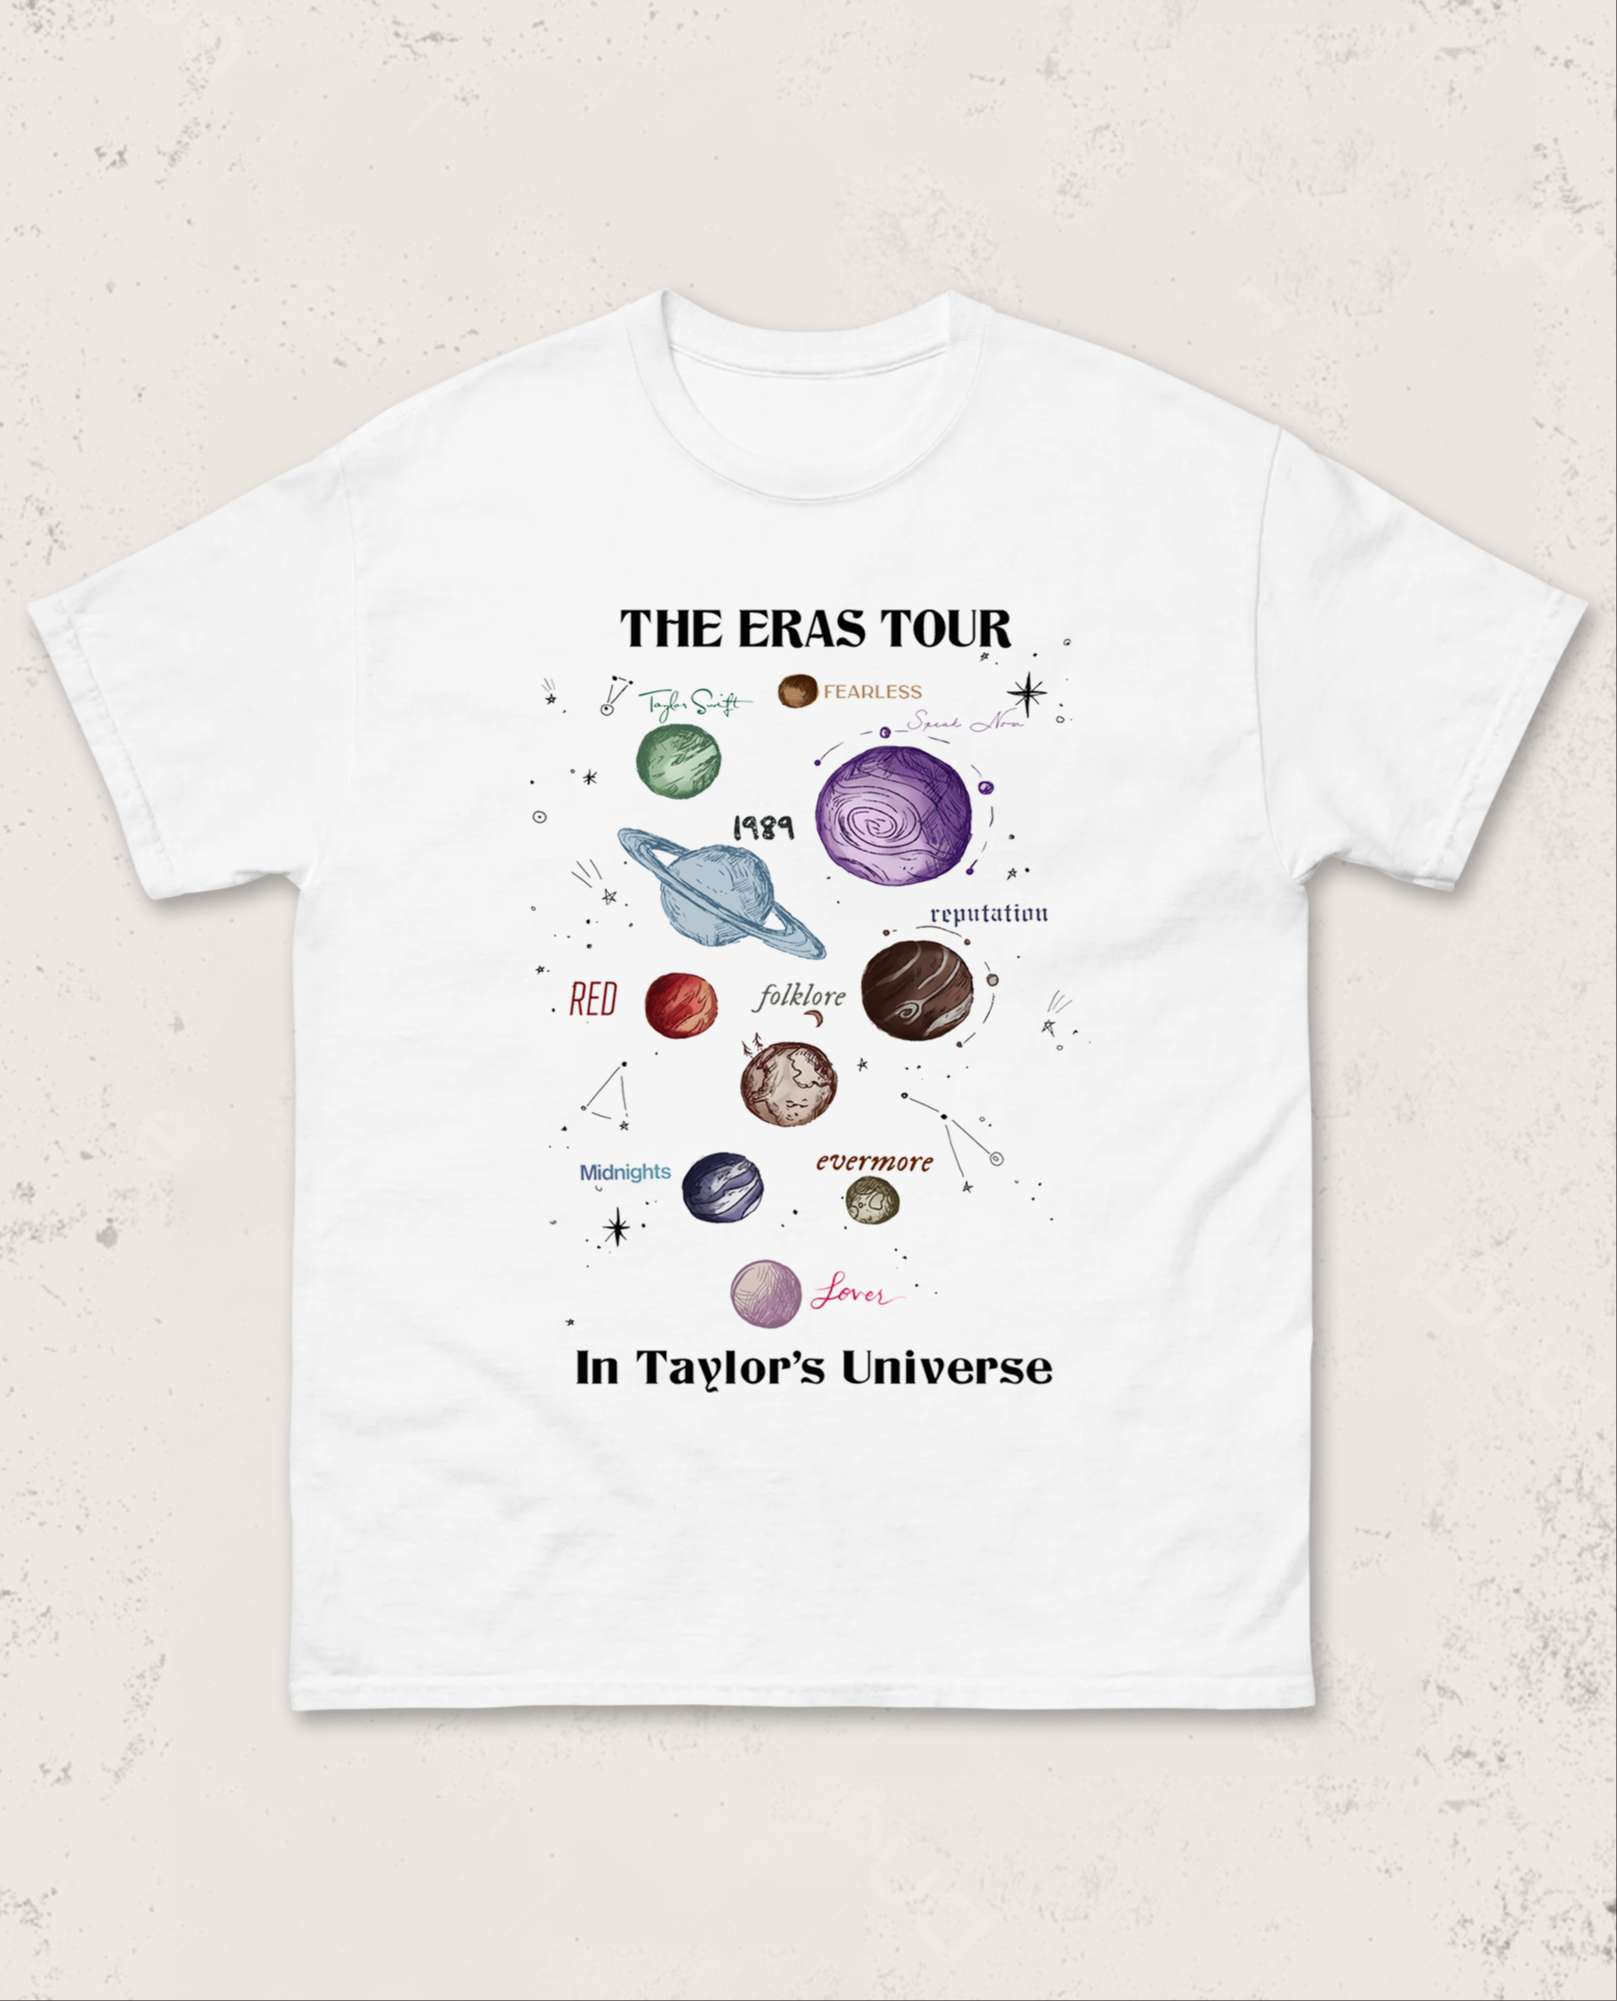 THE ERAS TOUR
Taylor Swift
FEARLESS
Speak Now
1989
reputation
RED
folklore
Midnights
evermore
Lover
In Taylor's Universe